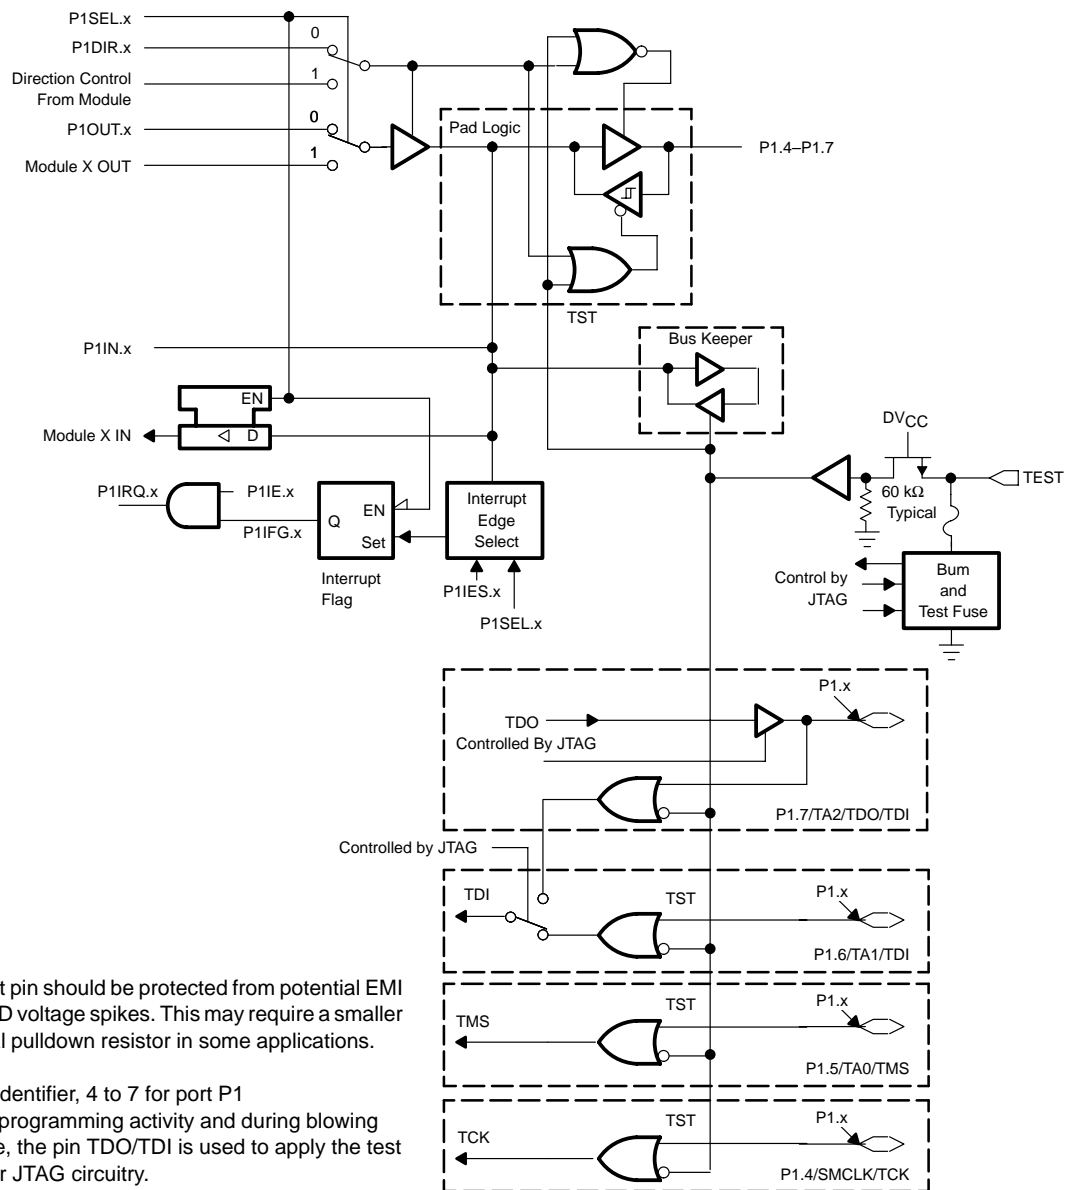 P1SEL.x
0
P1DIR.x
1
Direction Control
From Module
0
P1OUT.x
1
Module X OUT
Pad Logic
P1.4–P1.7
TST
P1IN.x
Bus Keeper
EN
Module X IN
D
P1IRQ.x
P1IE.x
P1IFG.x
Q
EN
Set
Interrupt
Flag
Interrupt
Edge
Select
P1IES.x
P1SEL.x
DVCC
TEST
60 kΩ
Typical
Control by
JTAG
Bum
and
Test Fuse
P1.x
TDO
Controlled By JTAG
P1.7/TA2/TDO/TDI
Controlled by JTAG
TDI
TST
P1.x
P1.6/TA1/TDI
TMS
TST
P1.x
P1.5/TA0/TMS
TCK
TST
P1.x
P1.4/SMCLK/TCK
t pin should be protected from potential EMI
D voltage spikes. This may require a smaller
l pulldown resistor in some applications.
dentifier, 4 to 7 for port P1
programming activity and during blowing
e, the pin TDO/TDI is used to apply the test
r JTAG circuitry.